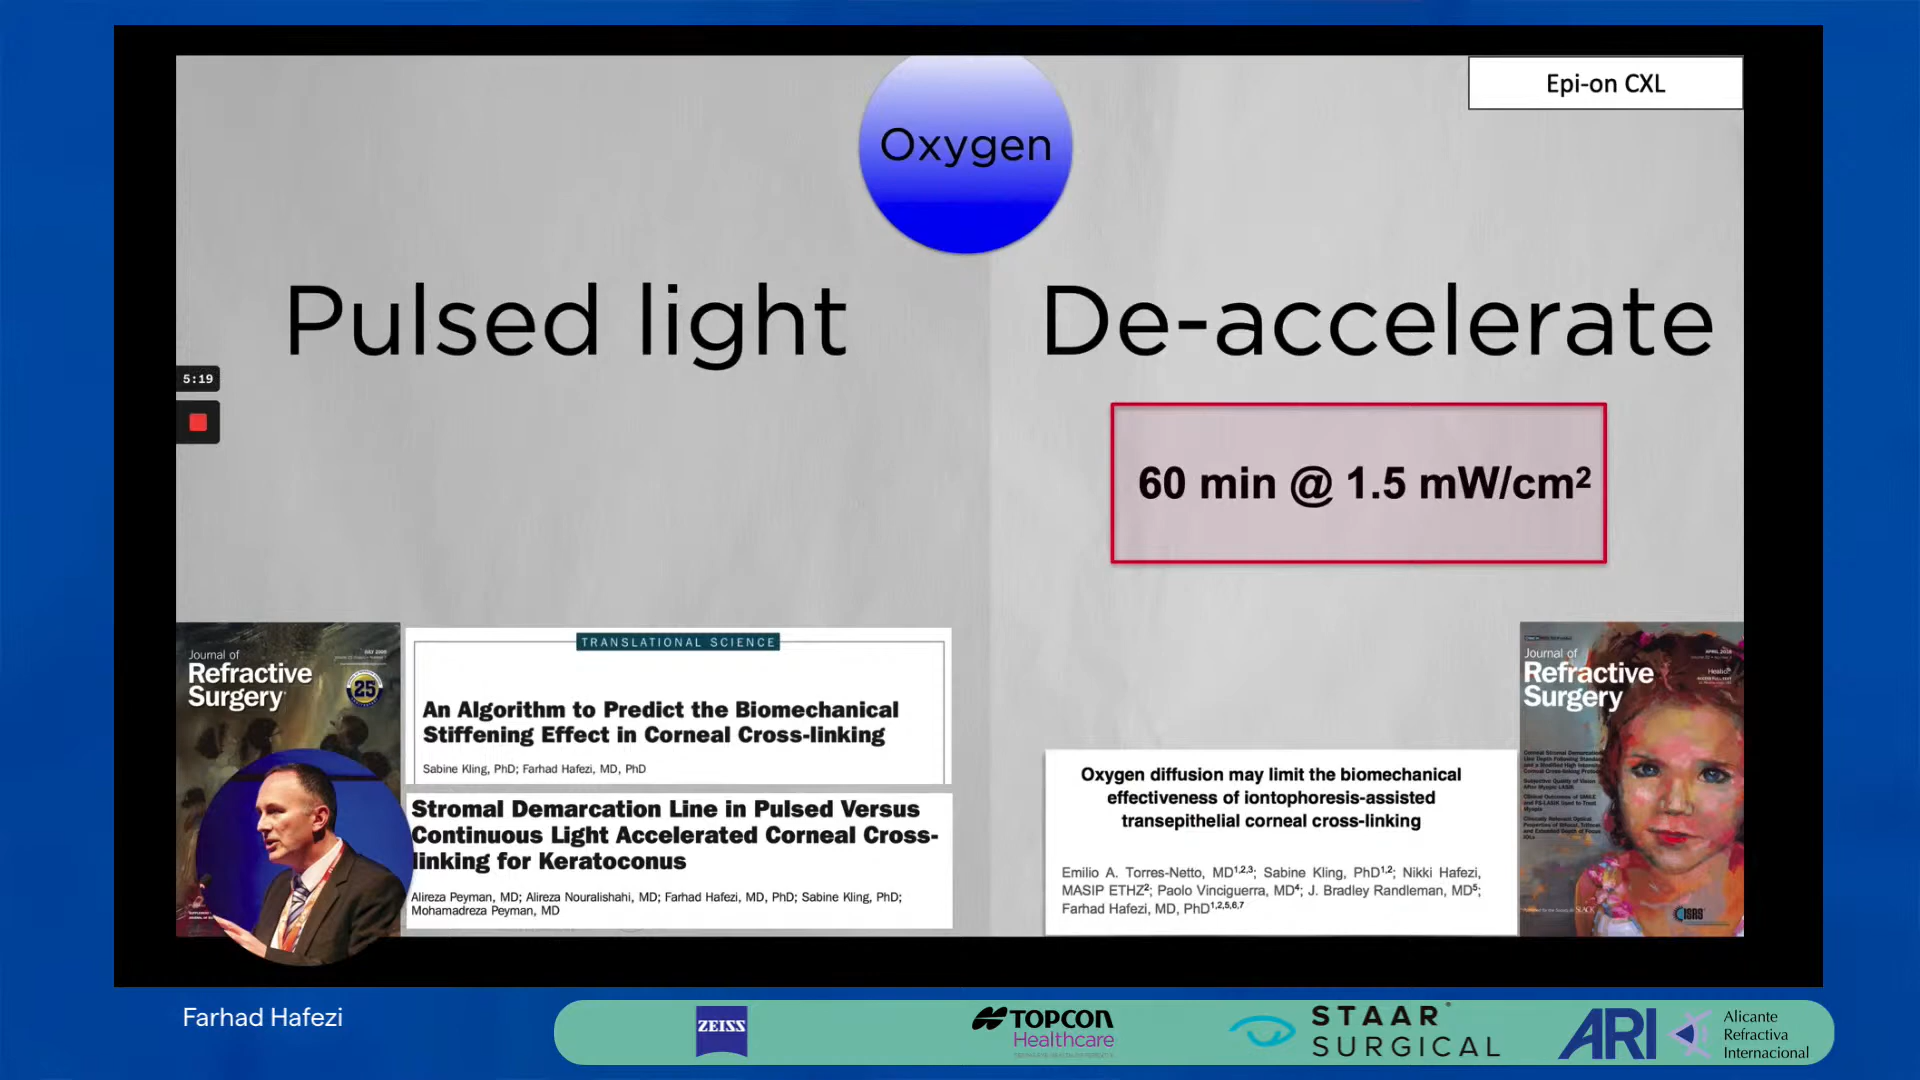 Epi-on CXL
Oxygen
Pulsed light
De-accelerate
5:19
60 min @ 1.5 mW/cm²
Journal of
Refractive
Surgery
25
TRANSLATIONAL SCIENCE
An Algorithm to Predict the Biomechanical
Stiffening Effect in Corneal Cross-linking
Sabine Kling, PhD; Farhad Hafezi, MD, PhD
Stromal Demarcation Line in Pulsed Versus
Continuous Light Accelerated Corneal Cross-
linking for Keratoconus
Alireza Peyman, MD; Alireza Nouralishahi, MD; Farhad Hafezi, MD, PhD; Sabine Kling, PhD;
Mohamadreza Peyman, MD
Oxygen diffusion may limit the biomechanical
effectiveness of iontophoresis-assisted
transepithelial corneal cross-linking
Emilio A. Torres-Netto, MD1,2,3; Sabine Kling, PhD1,2; Nikki Hafezi,
MASIP ETHZ2; Paolo Vinciguerra, MD4; J. Bradley Randleman, MD5;
Farhad Hafezi, MD, PhD1,2,5,6,7
Journal of
Refractive
Surgery
ISRS
Farhad Hafezi
ZEISS
TOPCON
Healthcare
STAAR
SURGICAL
ARI
Alicante
Refractiva
Internacional